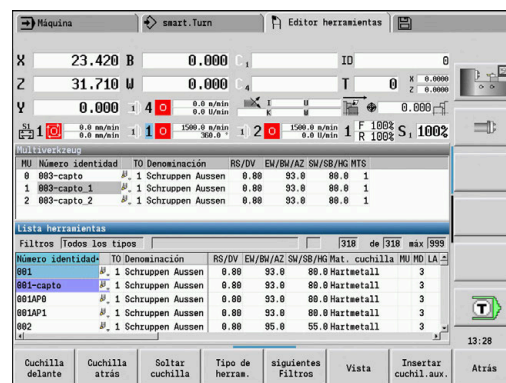 Máquina smart.Turn Editor herramientas
X 23.420 B 0.000 C 1 ID 0
Z 31.710 W 0.000 C 4 T 0 X 0.0000 Z 0.0000
Y 0.000 4 0 0.0 m/min 0.0 U/min I K U W 0.000
S1 1 0.0 mm/min 0.0 mm/min 1 0 1500.0 m/min 360.0 ° 2 0 1500.0 m/min 0.0 U/min 1 F 100% R 100% S1 100%
Multiverkzeug
MU Número identidad TO Denominación RS/DV EW/BW/AZ SW/SB/HG MTS
0 003-capto 1 Schruppen Aussen 0.80 93.0 80.0 1
1 003-capto_1 1 Schruppen Aussen 0.80 93.0 80.0 1
2 003-capto_2 1 Schruppen Aussen 0.80 93.0 80.0 1
Lista herramientas
Filtros Todos los tipos 318 de 318 máx 999
Número identidad TO Denominación RS/DV EW/BW/AZ SW/SB/HG Mat. cuchilla MU MD LA
001 1 Schruppen Aussen 0.80 93.0 80.0 Hartmetall 3
001-capto 1 Schruppen Aussen 0.80 93.0 80.0 Hartmetall 3
001AP0 1 Schruppen Aussen 0.80 93.0 80.0 Hartmetall 3
001AP1 1 Schruppen Aussen 0.80 93.0 80.0 Hartmetall 3
002 1 Schruppen Aussen 0.80 95.0 55.0 Hartmetall 3
T
13:28
Cuchilla delante
Cuchilla atrás
Soltar cuchilla
Tipo de herram.
siguientes Filtros
Vista
Insertar cuchil.aux.
Atrás